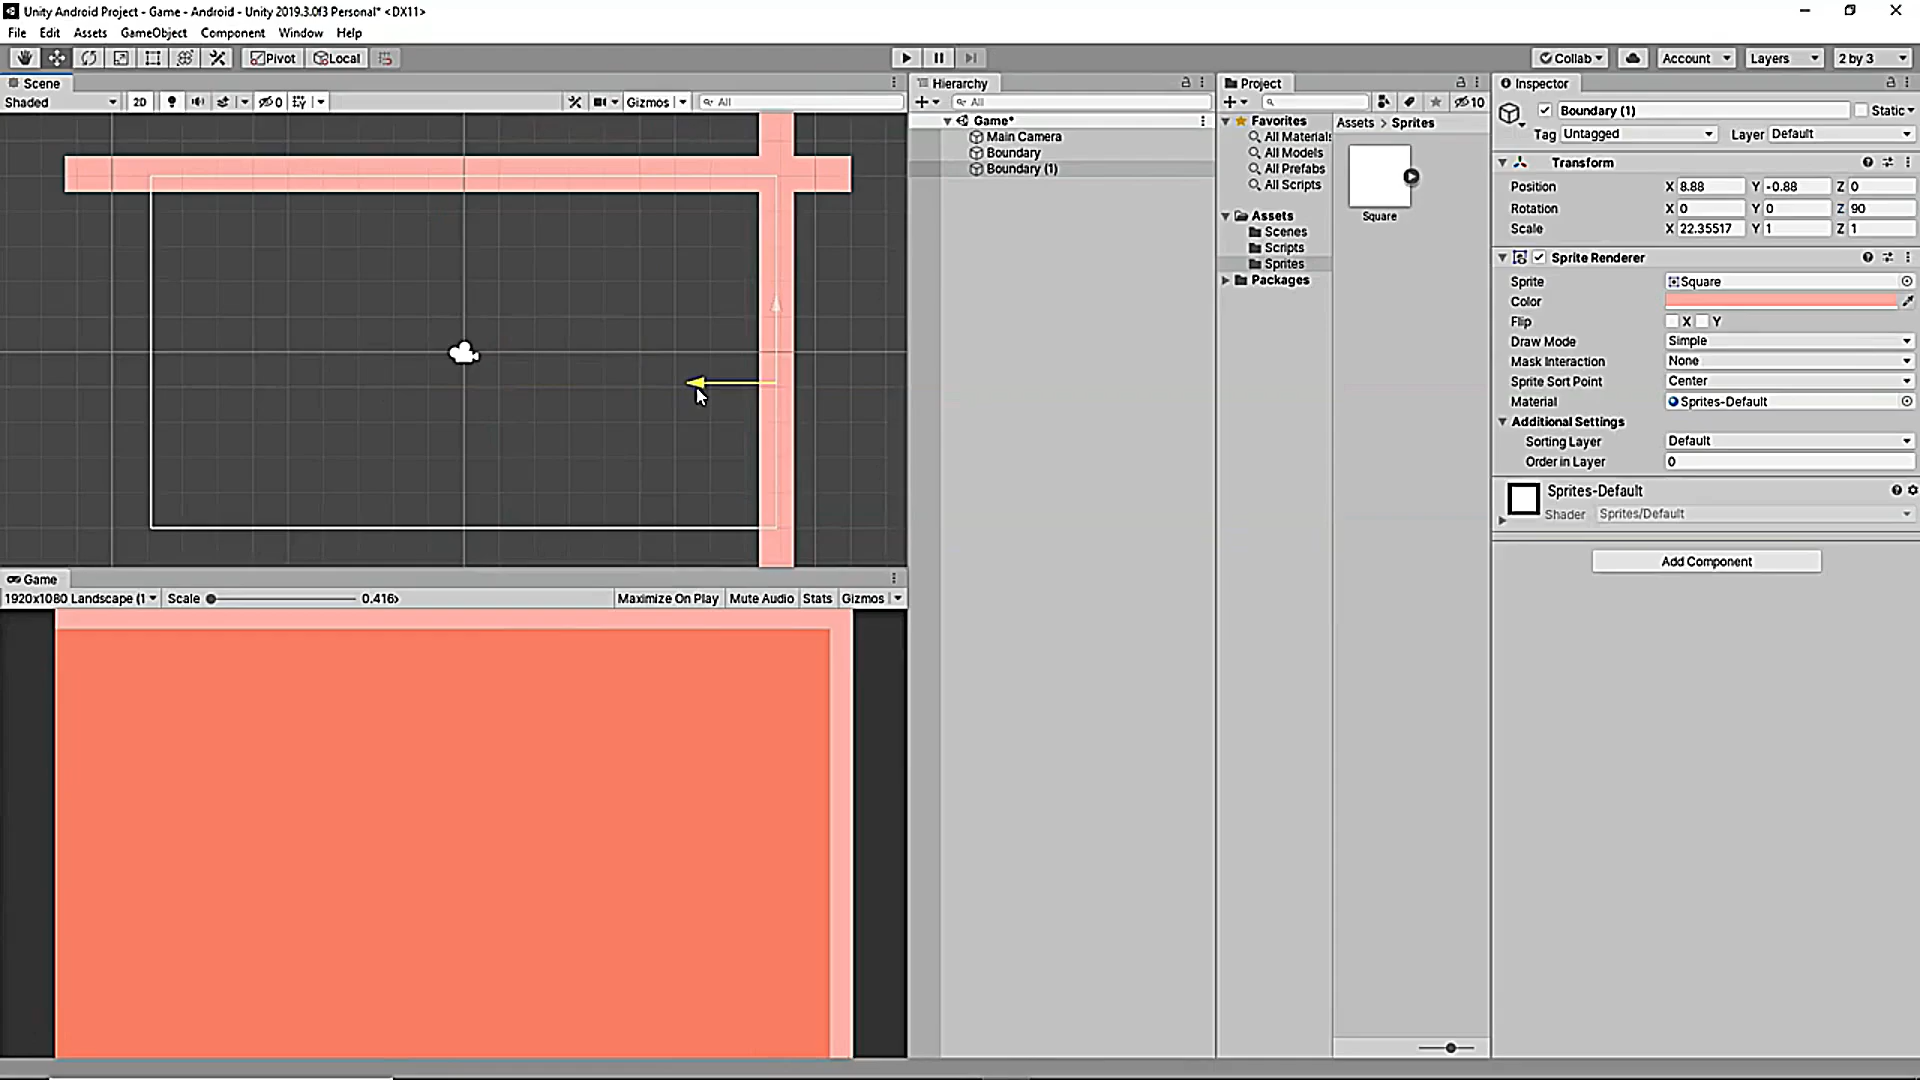 Unity Android Project - Game - Android - Unity 2019.3.0f3 Personal* <DX11>
File Edit Assets GameObject Component Window Help
Pivot Local Collab Account Layers 2 by 3
Scene
Shaded 2D 0 Gizmos All
Hierarchy
All
Game*
Main Camera
Boundary
Boundary (1)
Project
10
Favorites
All Materials
All Models
All Prefabs
All Scripts
Assets
Scenes
Scripts
Sprites
Packages
Assets > Sprites
Square
Inspector
Boundary (1) Static
Tag Untagged Layer Default
Transform
Position X 8.88 Y -0.88 Z 0
Rotation X 0 Y 0 Z 90
Scale X 22.35517 Y 1 Z 1
Sprite Renderer
Sprite Square
Color
Flip X Y
Draw Mode Simple
Mask Interaction None
Sprite Sort Point Center
Material Sprites-Default
Additional Settings
Sorting Layer Default
Order in Layer 0
Sprites-Default
Shader Sprites/Default
Add Component
Game
1920x1080 Landscape (1 Scale 0.416x Maximize On Play Mute Audio Stats Gizmos